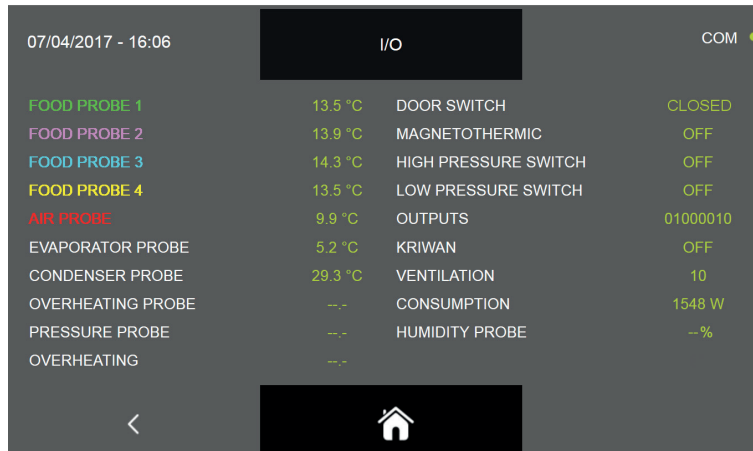 07/04/2017 - 16:06 I/O COM
FOOD PROBE 1 13.5 °C DOOR SWITCH CLOSED
FOOD PROBE 2 13.9 °C MAGNETOTHERMIC OFF
FOOD PROBE 3 14.3 °C HIGH PRESSURE SWITCH OFF
FOOD PROBE 4 13.5 °C LOW PRESSURE SWITCH OFF
AIR PROBE 9.9 °C OUTPUTS 01000010
EVAPORATOR PROBE 5.2 °C KRIWAN OFF
CONDENSER PROBE 29.3 °C VENTILATION 10
OVERHEATING PROBE --.- CONSUMPTION 1548 W
PRESSURE PROBE --.- HUMIDITY PROBE --%
OVERHEATING --.-